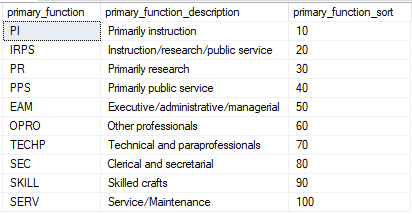 primary_function primary_function_description primary_function_sort
PI Primarily instruction 10
IRPS Instruction/research/public service 20
PR Primarily research 30
PPS Primarily public service 40
EAM Executive/administrative/managerial 50
OPRO Other professionals 60
TECHP Technical and paraprofessionals 70
SEC Clerical and secretarial 80
SKILL Skilled crafts 90
SERV Service/Maintenance 100